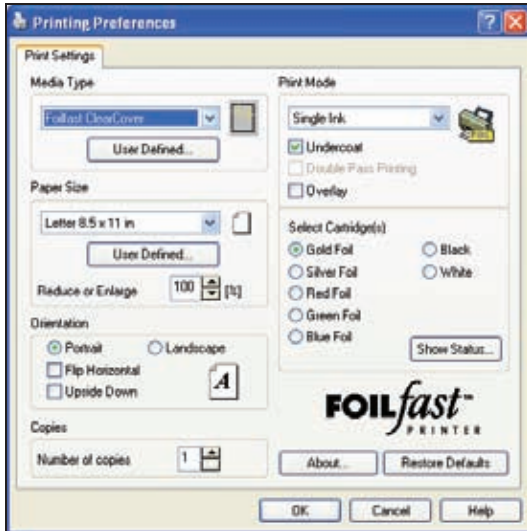 Printing Preferences
Print Settings
Media Type
Foilfast ClearCover
User Defined...
Paper Size
Letter 8.5 x 11 in
User Defined...
Reduce or Enlarge 100 [%]
Orientation
Portrait Landscape
Flip Horizontal
Upside Down
A
Copies
Number of copies 1
Print Mode
Single Ink
Undercoat
Double Pass Printing
Overlay
Select Cartridge(s)
Gold Foil Black
Silver Foil White
Red Foil
Green Foil
Blue Foil
Show Status...
FOILfast™
PRINTER
About... Restore Defaults
OK Cancel Help